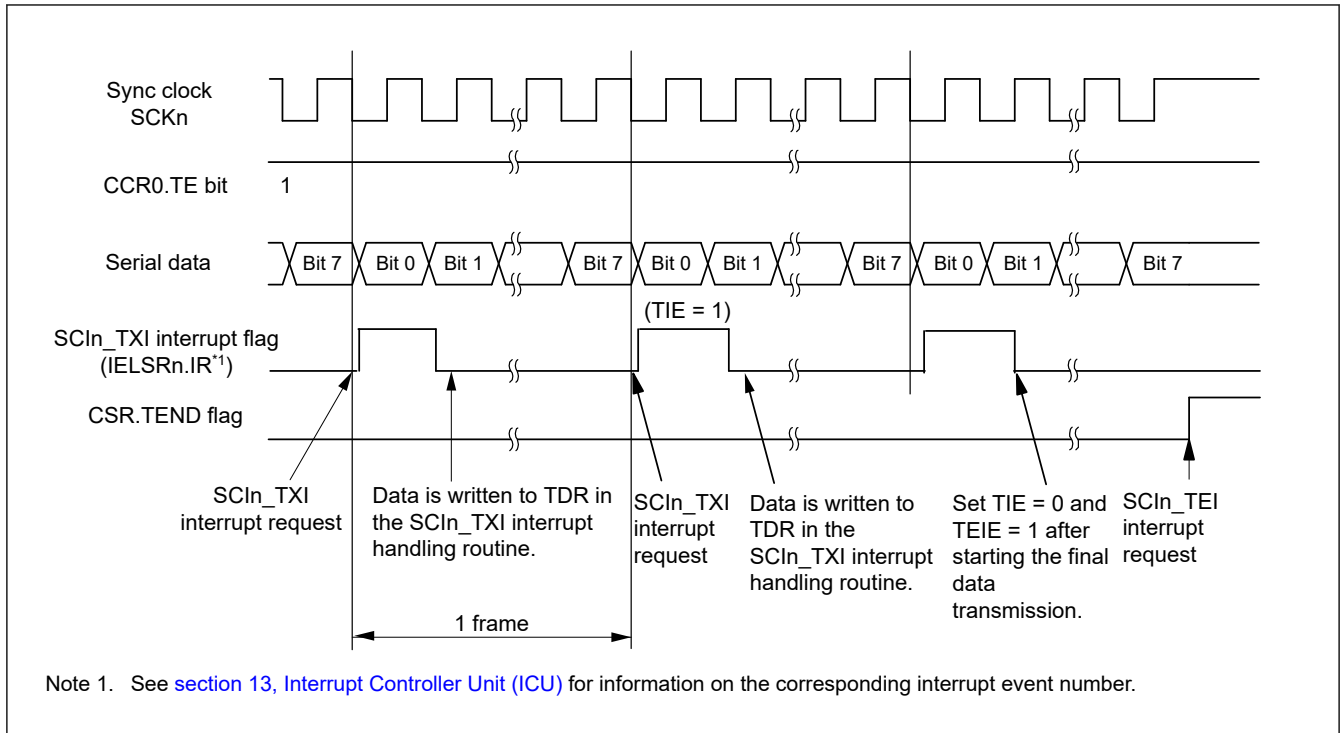 Sync clock
SCKn
CCR0.TE bit 1
Serial data Bit 7 Bit 0 Bit 1 Bit 7 Bit 0 Bit 1 Bit 7 Bit 0 Bit 1 Bit 7
(TIE = 1)
SCIn_TXI interrupt flag
(IELSRn.IR*1)
CSR.TEND flag
SCIn_TXI
interrupt request
Data is written to TDR in
the SCIn_TXI interrupt
handling routine.
SCIn_TXI
interrupt
request
Data is written to
TDR in the
SCIn_TXI interrupt
handling routine.
Set TIE = 0 and
TEIE = 1 after
starting the final
data
transmission.
SCIn_TEI
interrupt
request
1 frame
Note 1. See section 13, Interrupt Controller Unit (ICU) for information on the corresponding interrupt event number.